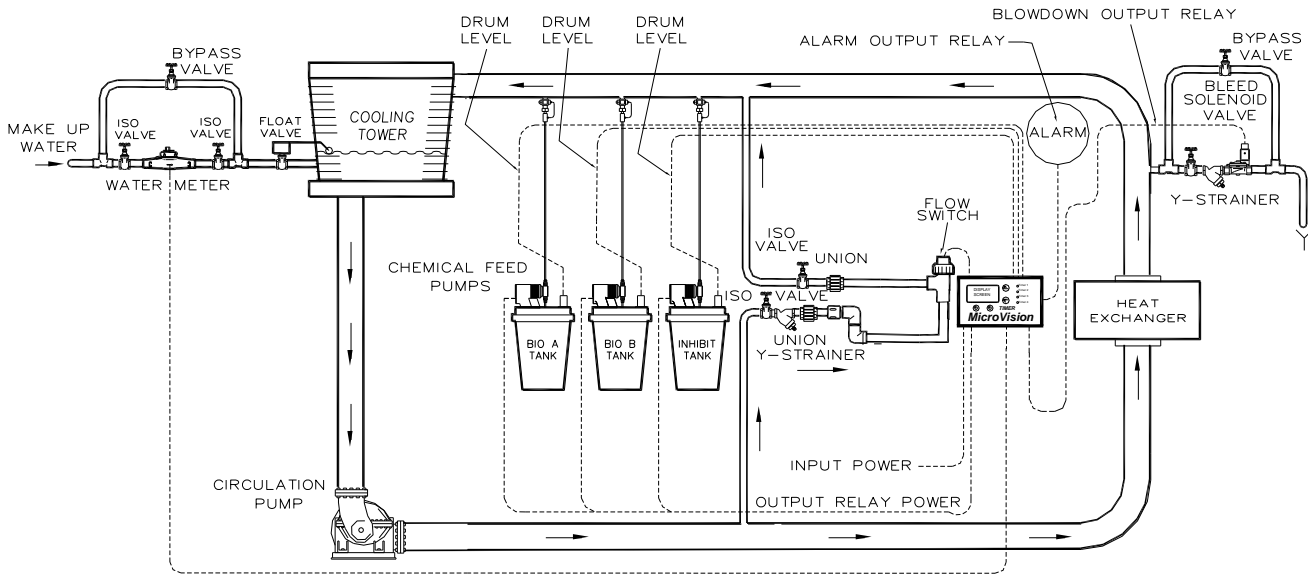 DRUM
LEVEL
DRUM
LEVEL
DRUM
LEVEL
BLOWDOWN OUTPUT RELAY
ALARM OUTPUT RELAY
BYPASS
VALVE
BYPASS
VALVE
BLEED
SOLENOID
VALVE
MAKE UP
WATER
ISO
VALVE
ISO
VALVE
FLOAT
VALVE
COOLING
TOWER
ALARM
WATER METER
Y-STRAINER
FLOW
SWITCH
ISO
VALVE
UNION
CHEMICAL FEED
PUMPS
ISO VALVE
DISPLAY
SCREEN
TIMER
MicroVision
HEAT
EXCHANGER
BIO A
TANK
BIO B
TANK
INHIBIT
TANK
UNION
Y-STRAINER
INPUT POWER
CIRCULATION
PUMP
OUTPUT RELAY POWER